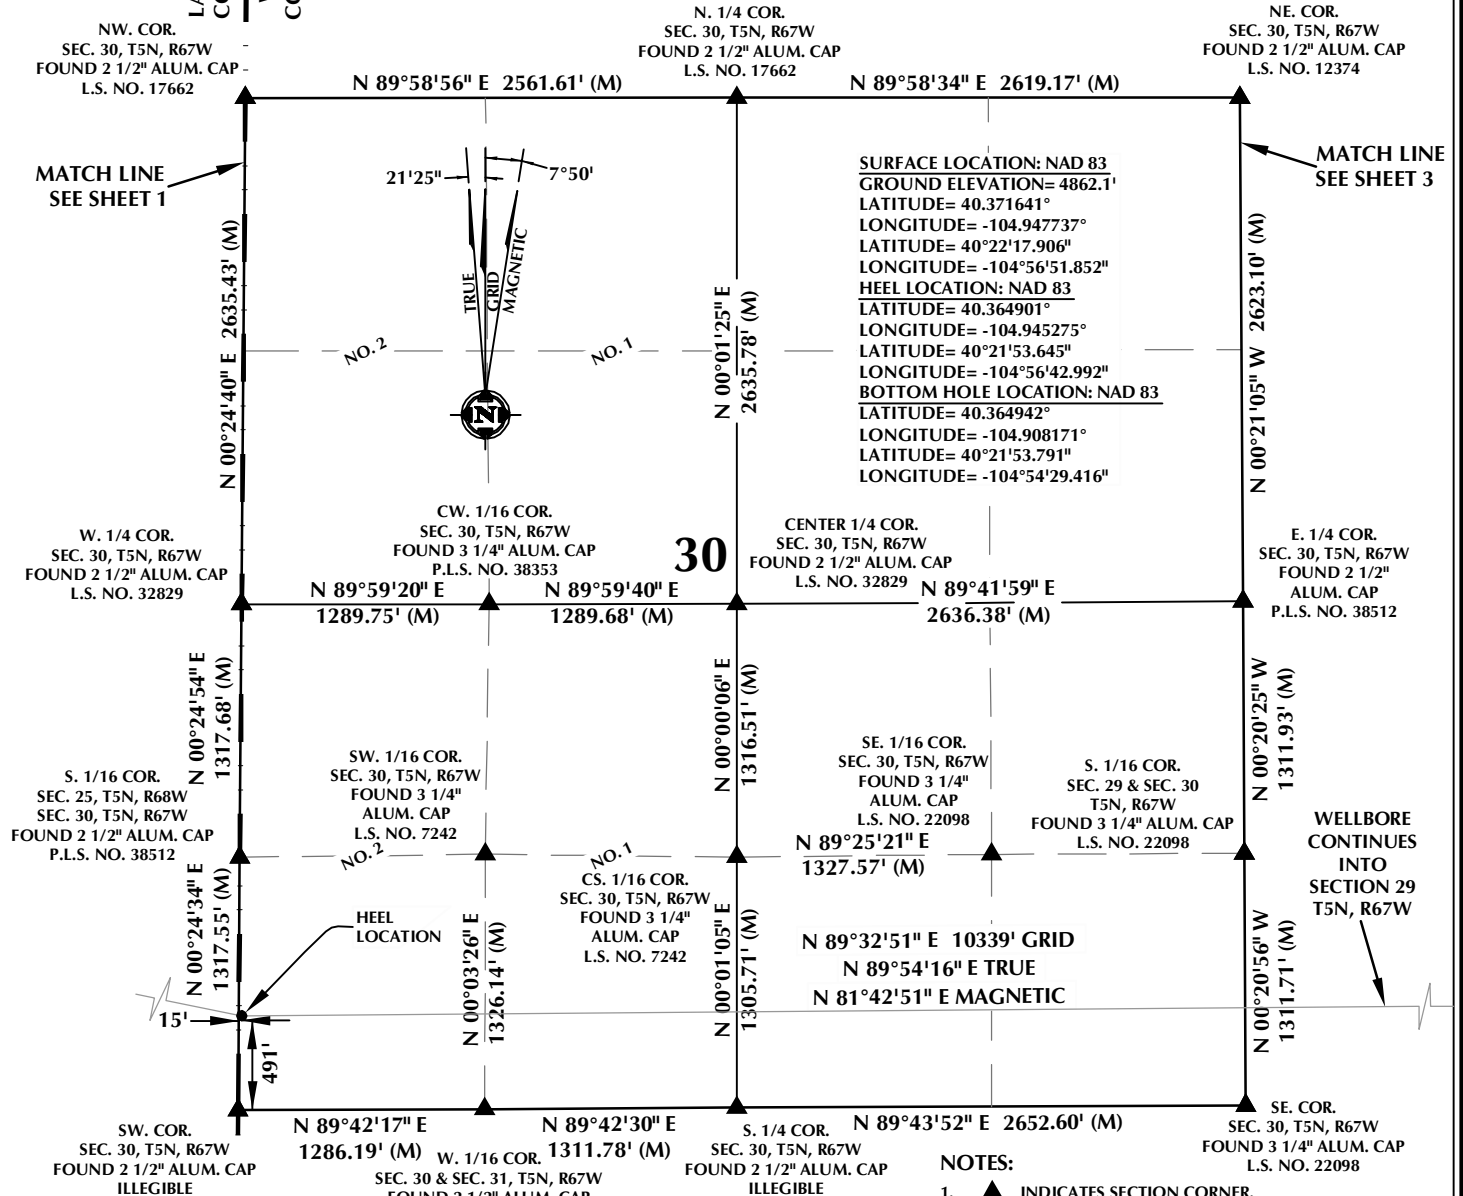 NW. COR.
SEC. 30, T5N, R67W
FOUND 2 1/2" ALUM. CAP
L.S. NO. 17662
N. 1/4 COR.
SEC. 30, T5N, R67W
FOUND 2 1/2" ALUM. CAP
L.S. NO. 17662
NE. COR.
SEC. 30, T5N, R67W
FOUND 2 1/2" ALUM. CAP
L.S. NO. 12374
N 89°58'56" E 2561.61' (M)
N 89°58'34" E 2619.17' (M)
MATCH LINE
SEE SHEET 1
21'25"
7°50'
TRUE
GRID
MAGNETIC
N
SURFACE LOCATION: NAD 83
GROUND ELEVATION= 4862.1'
LATITUDE= 40.371641°
LONGITUDE= -104.947737°
LATITUDE= 40°22'17.906"
LONGITUDE= -104°56'51.852"
HEEL LOCATION: NAD 83
LATITUDE= 40.364901°
LONGITUDE= -104.945275°
LATITUDE= 40°21'53.645"
LONGITUDE= -104°56'42.992"
BOTTOM HOLE LOCATION: NAD 83
LATITUDE= 40.364942°
LONGITUDE= -104.908171°
LATITUDE= 40°21'53.791"
LONGITUDE= -104°54'29.416"
MATCH LINE
SEE SHEET 3
N 00°24'40" E 2635.43' (M)
N 00°01'25" E
2635.78' (M)
N 00°21'05" W 2623.10' (M)
NO. 2
NO. 1
W. 1/4 COR.
SEC. 30, T5N, R67W
FOUND 2 1/2" ALUM. CAP
L.S. NO. 32829
CW. 1/16 COR.
SEC. 30, T5N, R67W
FOUND 3 1/4" ALUM. CAP
P.L.S. NO. 38353
30
CENTER 1/4 COR.
SEC. 30, T5N, R67W
FOUND 2 1/2" ALUM. CAP
L.S. NO. 32829
E. 1/4 COR.
SEC. 30, T5N, R67W
FOUND 2 1/2"
ALUM. CAP
P.L.S. NO. 38512
N 89°59'20" E
1289.75' (M)
N 89°59'40" E
1289.68' (M)
N 89°41'59" E
2636.38' (M)
N 00°24'54" E
1317.68' (M)
N 00°00'06" E
1316.51' (M)
N 00°20'25" W
1311.93' (M)
S. 1/16 COR.
SEC. 25, T5N, R68W
SEC. 30, T5N, R67W
FOUND 2 1/2" ALUM. CAP
P.L.S. NO. 38512
SW. 1/16 COR.
SEC. 30, T5N, R67W
FOUND 3 1/4"
ALUM. CAP
L.S. NO. 7242
SE. 1/16 COR.
SEC. 30, T5N, R67W
FOUND 3 1/4"
ALUM. CAP
L.S. NO. 22098
S. 1/16 COR.
SEC. 29 & SEC. 30
T5N, R67W
FOUND 3 1/4" ALUM. CAP
L.S. NO. 22098
N 89°25'21" E
1327.57' (M)
NO. 2
NO. 1
CS. 1/16 COR.
SEC. 30, T5N, R67W
FOUND 3 1/4"
ALUM. CAP
L.S. NO. 7242
WELLBORE
CONTINUES
INTO
SECTION 29
T5N, R67W
N 00°24'34" E
1317.55' (M)
HEEL
LOCATION
N 00°03'26" E
1326.14' (M)
N 00°01'05" E
1305.71' (M)
N 89°32'51" E 10339' GRID
N 89°54'16" E TRUE
N 81°42'51" E MAGNETIC
N 00°20'56" W
1311.71' (M)
15'
491'
N 89°42'17" E
1286.19' (M)
N 89°42'30" E
1311.78' (M)
N 89°43'52" E 2652.60' (M)
SW. COR.
SEC. 30, T5N, R67W
FOUND 2 1/2" ALUM. CAP
ILLEGIBLE
W. 1/16 COR.
SEC. 30 & SEC. 31, T5N, R67W
S. 1/4 COR.
SEC. 30, T5N, R67W
FOUND 2 1/2" ALUM. CAP
ILLEGIBLE
SE. COR.
SEC. 30, T5N, R67W
FOUND 3 1/4" ALUM. CAP
L.S. NO. 22098
NOTES:
1. INDICATES SECTION CORNER.